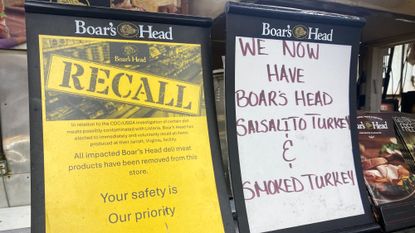 Boar's Head
Boar's Head
RECALL
In relation to the CDC/USDA investigation of certain deli
meats possibly contaminated with Listeria, Boar's Head has
elected to immediately and voluntarily recall all items
produced at their Jarratt, Virginia, facility.
All impacted Boar's Head deli meat
products have been removed from this
store.
Your safety is
Our priority
Boar's Head
WE NOW
HAVE
BOAR'S HEAD
SALSALITO TURKEY
&
SMOKED TURKEY